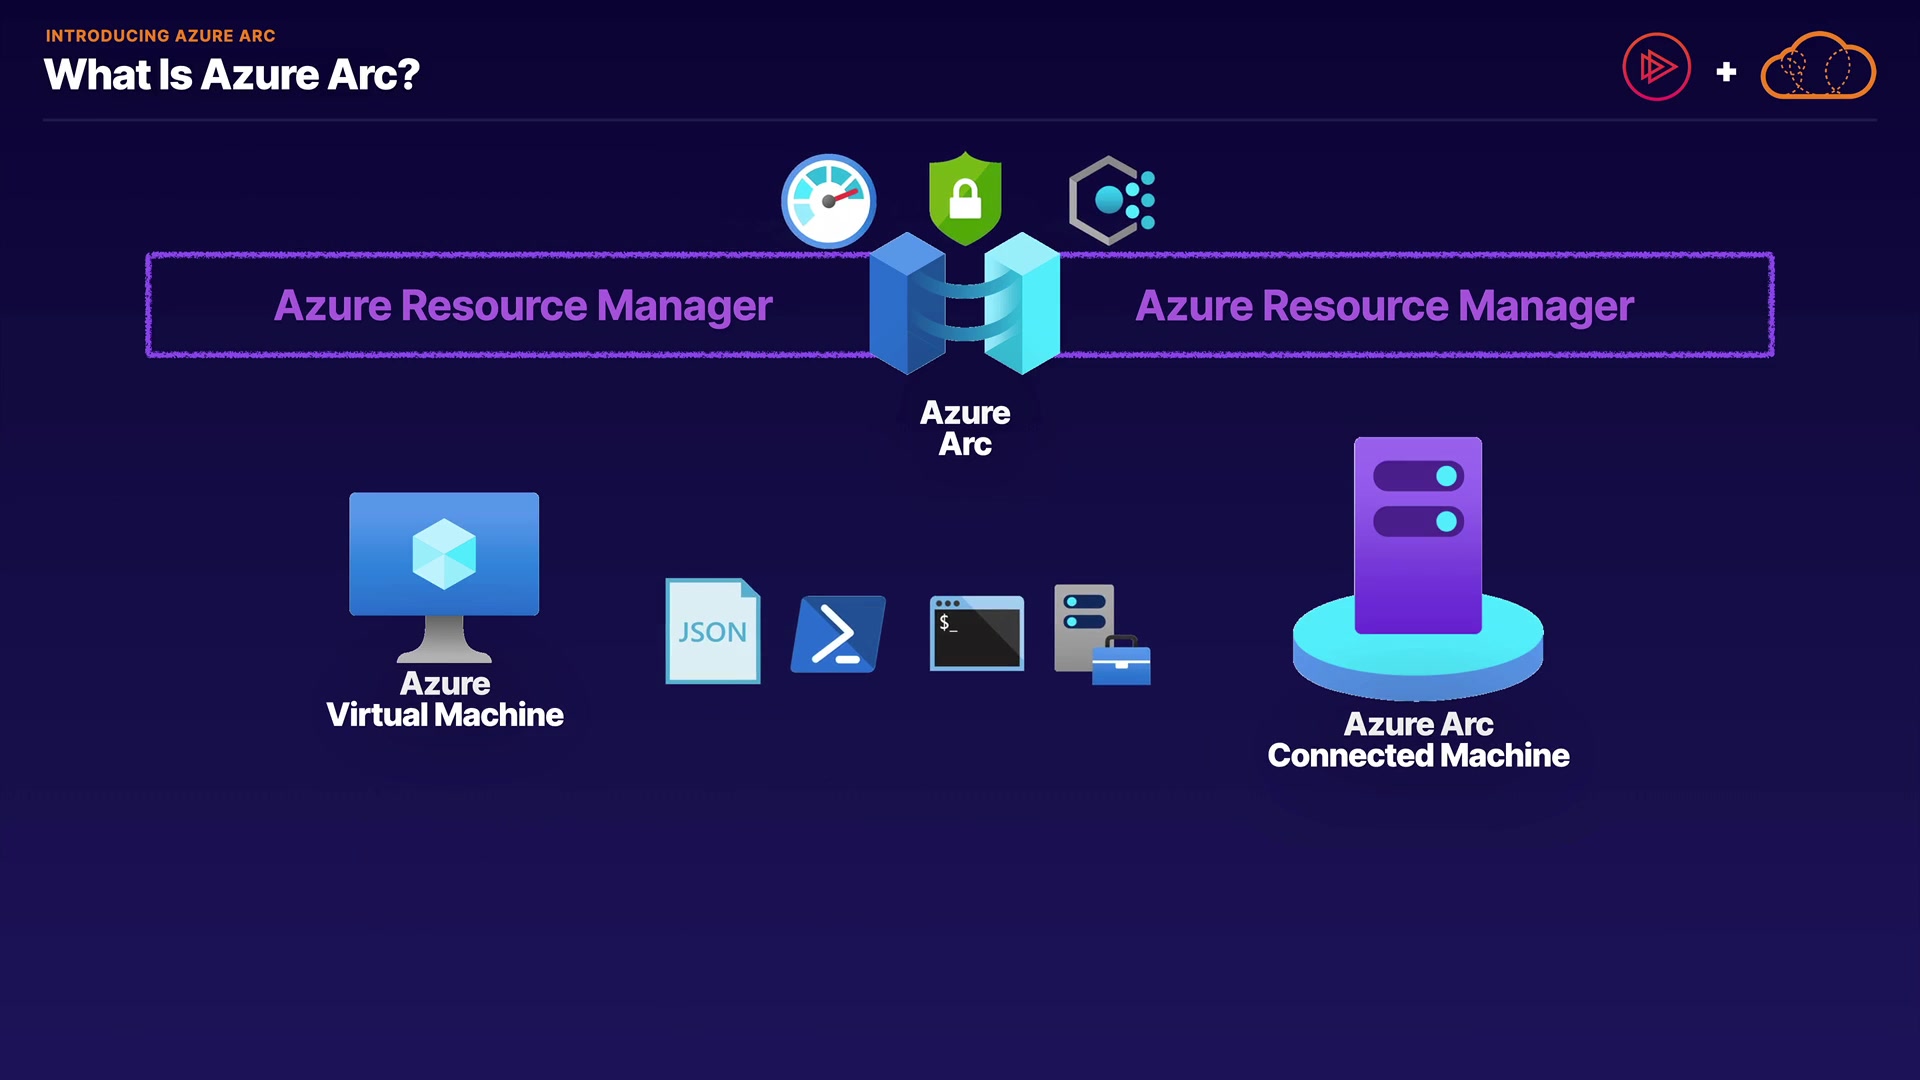 INTRODUCING AZURE ARC
What Is Azure Arc?
Azure Resource Manager
Azure Resource Manager
Azure
Arc
JSON
$_
Azure
Virtual Machine
Azure Arc
Connected Machine